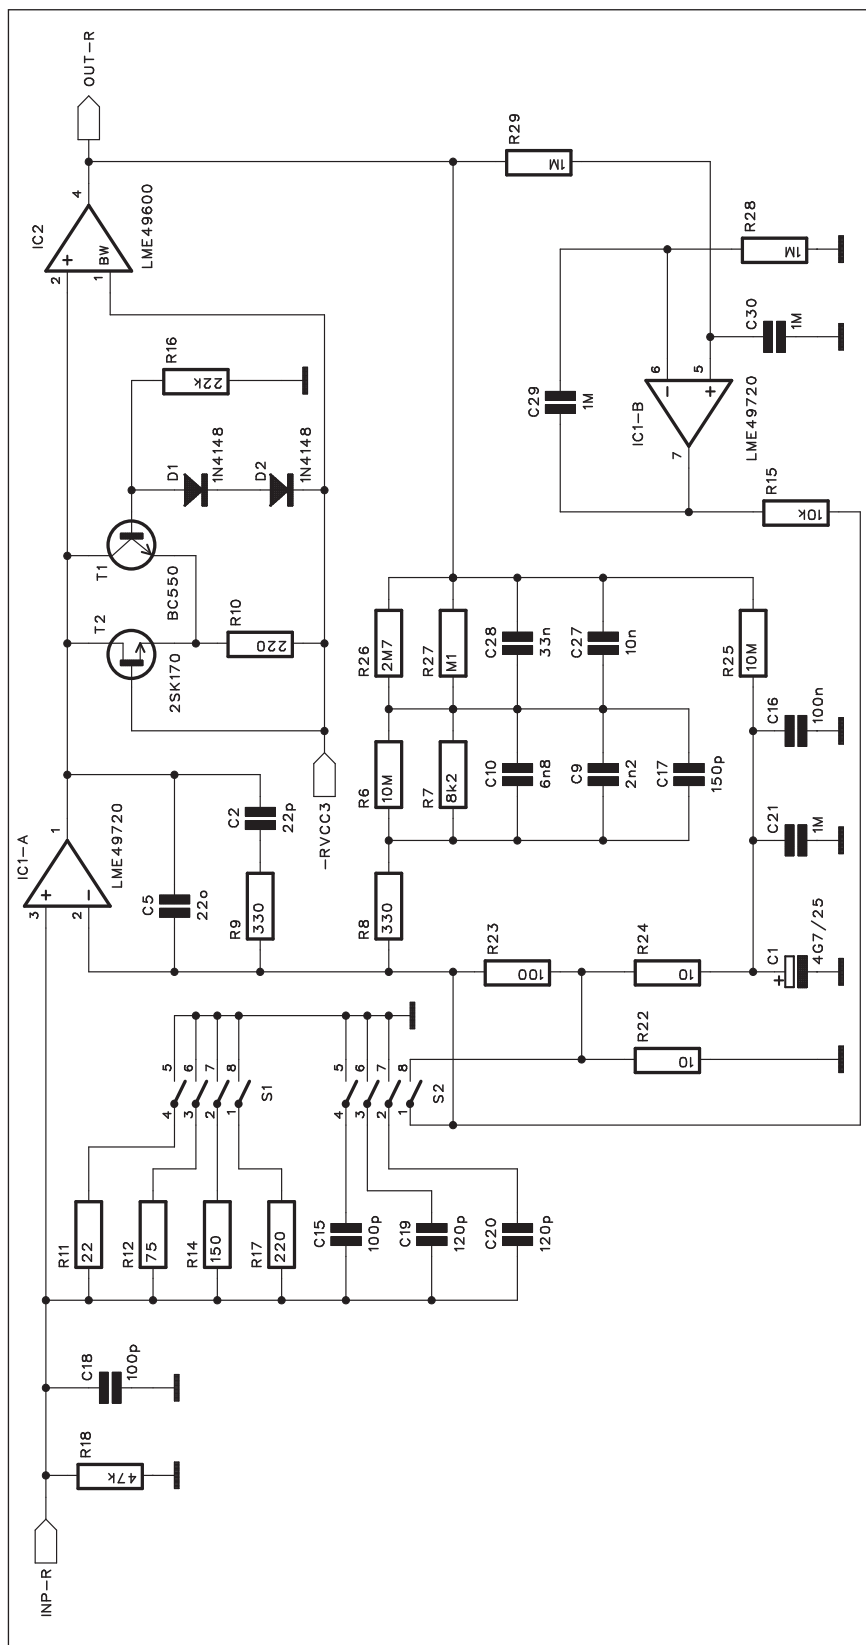 INP-R
R18
47k
C18
100p
R11
22
R12
75
R14
150
R17
220
C15
100p
C19
120p
C20
120p
4
5
3
6
2
7
1
8
S1
4
5
3
6
2
7
1
8
S2
IC1-A
3
+
2
−
1
LME49720
C5
22o
R9
330
C2
22p
R8
330
R23
100
R22
10
R24
10
C1
+
4G7/25
C21
1M
C16
100n
R25
10M
R6
10M
R7
8k2
C10
6n8
C9
2n2
C17
150p
R26
2M7
R27
M1
C28
33n
C27
10n
-RVCC3
T2
2SK170
T1
BC550
R10
220
D1
1N4148
D2
1N4148
R16
22k
IC2
2
+
1
BW
4
LME49600
OUT-R
R29
1M
C29
1M
IC1-B
6
−
5
+
7
LME49720
R15
10k
R28
1M
C30
1M